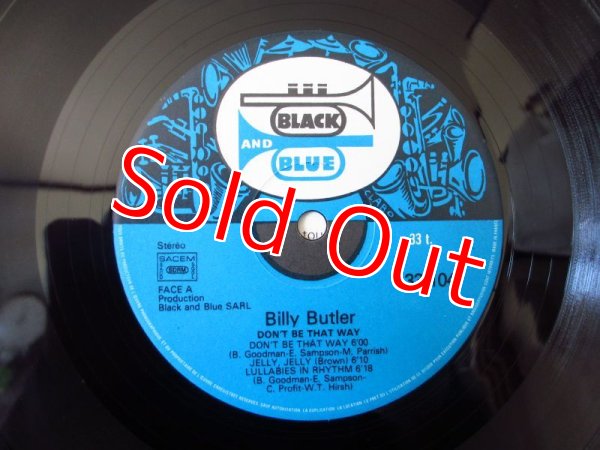 BLACK
AND
BLUE
Sold Out
Stéréo
33 t.
SACEM
SDRM
FACE A
Production
Black and Blue SARL
Billy Butler
DON'T BE THAT WAY
DON'T BE THAT WAY 6'00
(B. Goodman-E. Sampson-M. Parrish)
JELLY, JELLY (Brown) 6'10
LULLABIES IN RHYTHM 6'18
(B. Goodman-E. Sampson-
C. Profit-W.T. Hirsh)